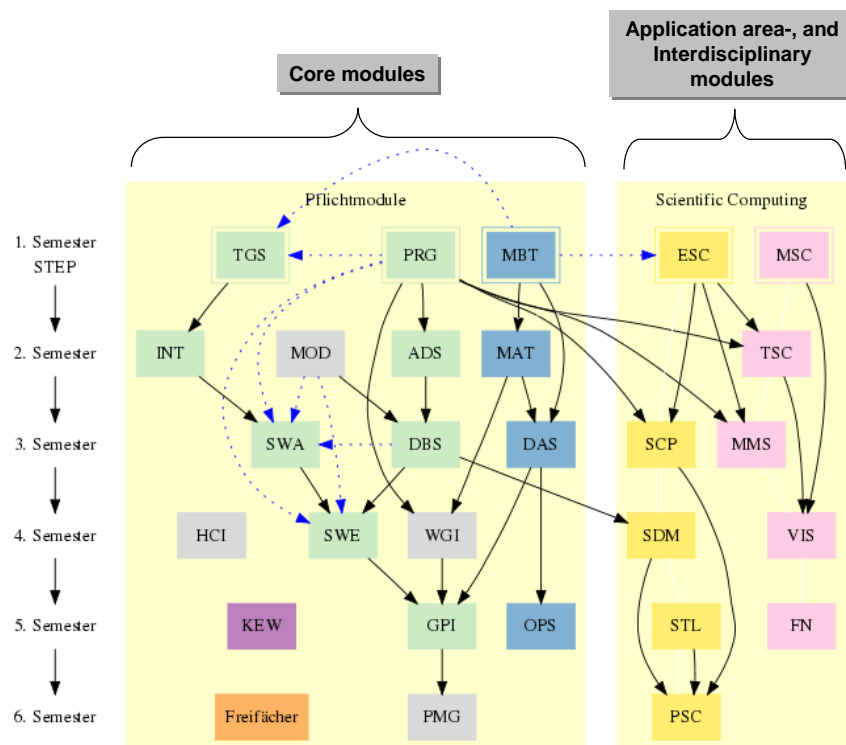 Application area-, and
Interdisciplinary
modules
Core modules
Pflichtmodule
Scientific Computing
1. Semester
STEP
TGS
PRG
MBT
ESC
MSC
2. Semester
INT
MOD
ADS
MAT
TSC
3. Semester
SWA
DBS
DAS
SCP
MMS
4. Semester
HCI
SWE
WGI
SDM
VIS
5. Semester
KEW
GPI
OPS
STL
FN
6. Semester
Freifächer
PMG
PSC